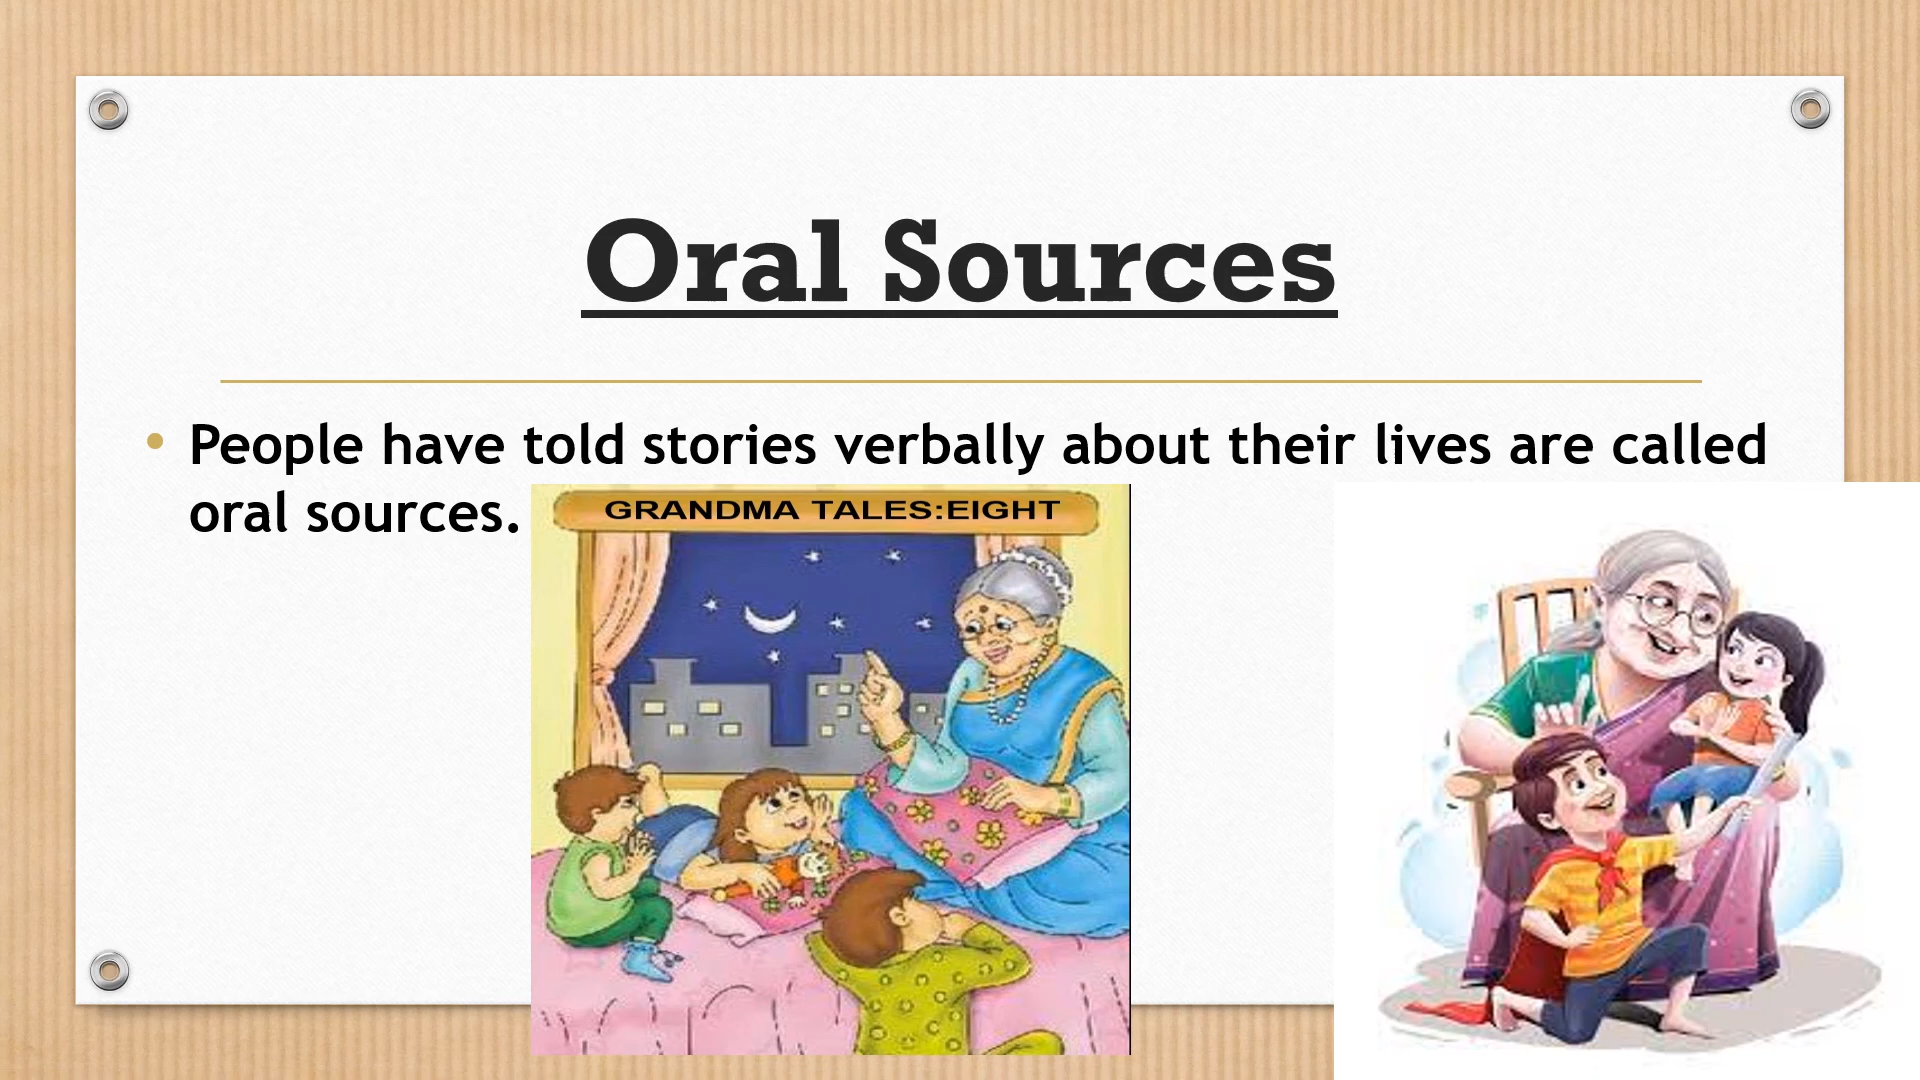 Oral Sources
• People have told stories verbally about their lives are called
oral sources.
GRANDMA TALES:EIGHT